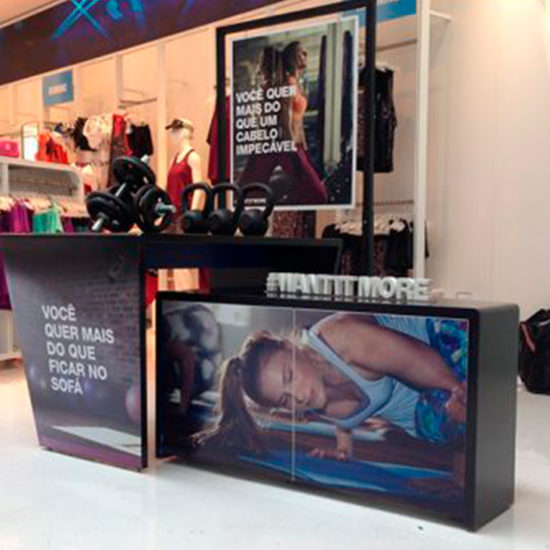 VOCÊ QUER
MAIS DO
QUE UM
CABELO
IMPECÁVEL
#IWANTITMORE
VOCÊ
QUER MAIS
DO QUE
FICAR NO
SOFÁ